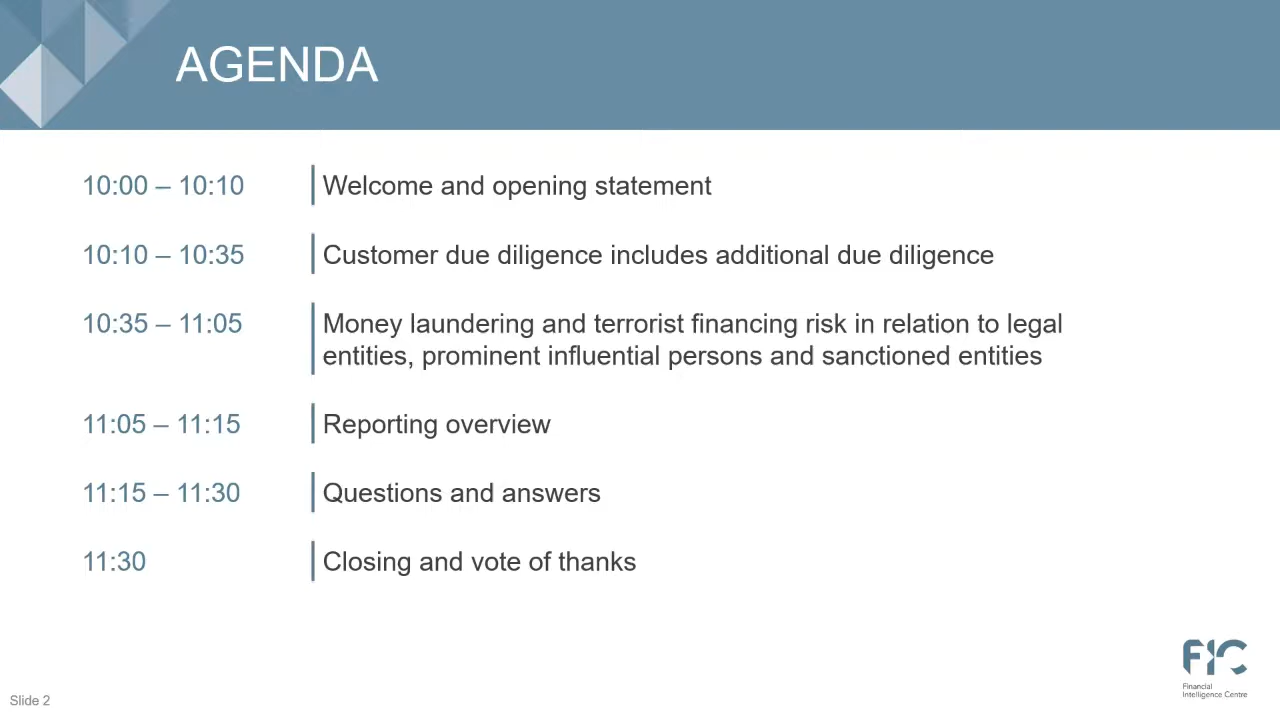 AGENDA
10:00 – 10:10 Welcome and opening statement
10:10 – 10:35 Customer due diligence includes additional due diligence
10:35 – 11:05 Money laundering and terrorist financing risk in relation to legal
entities, prominent influential persons and sanctioned entities
11:05 – 11:15 Reporting overview
11:15 – 11:30 Questions and answers
11:30 Closing and vote of thanks
FIC
Financial
Intelligence Centre
Slide 2